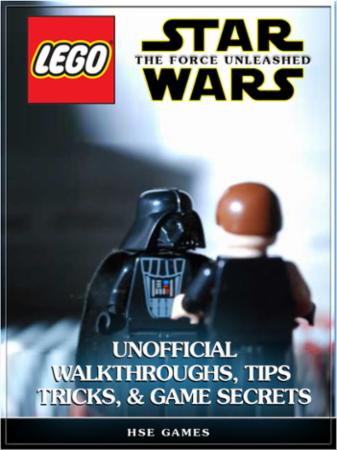 LEGO
STAR
THE FORCE UNLEASHED
WARS
UNOFFICIAL
WALKTHROUGHS, TIPS
TRICKS, & GAME SECRETS
HSE GAMES